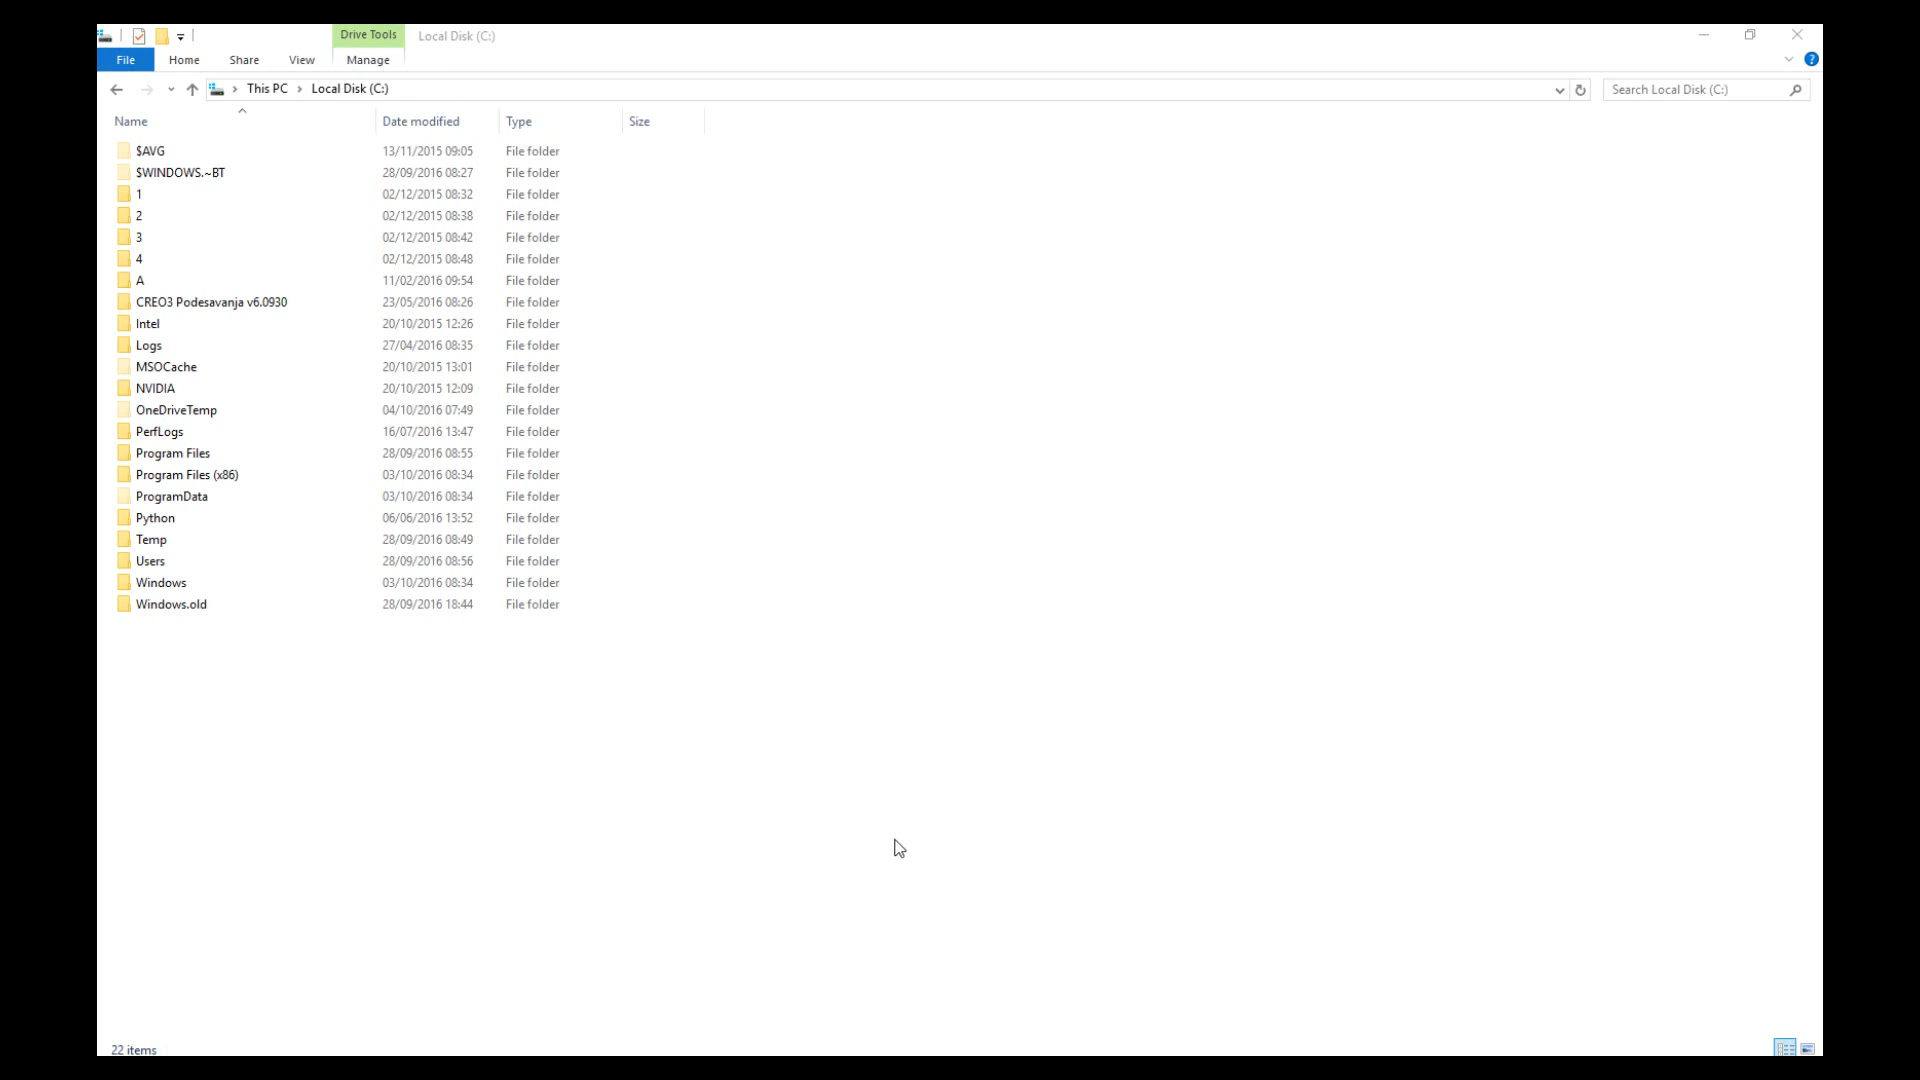 Drive Tools Local Disk (C:)
File Home Share View Manage
This PC Local Disk (C:) Search Local Disk (C:)
Name Date modified Type Size
$AVG 13/11/2015 09:05 File folder
$WINDOWS.~BT 28/09/2016 08:27 File folder
1 02/12/2015 08:32 File folder
2 02/12/2015 08:38 File folder
3 02/12/2015 08:42 File folder
4 02/12/2015 08:48 File folder
A 11/02/2016 09:54 File folder
CREO3 Podesavanja v6.0930 23/05/2016 08:26 File folder
Intel 20/10/2015 12:26 File folder
Logs 27/04/2016 08:35 File folder
MSOCache 20/10/2015 13:01 File folder
NVIDIA 20/10/2015 12:09 File folder
OneDriveTemp 04/10/2016 07:49 File folder
PerfLogs 16/07/2016 13:47 File folder
Program Files 28/09/2016 08:55 File folder
Program Files (x86) 03/10/2016 08:34 File folder
ProgramData 03/10/2016 08:34 File folder
Python 06/06/2016 13:52 File folder
Temp 28/09/2016 08:49 File folder
Users 28/09/2016 08:56 File folder
Windows 03/10/2016 08:34 File folder
Windows.old 28/09/2016 18:44 File folder
22 items